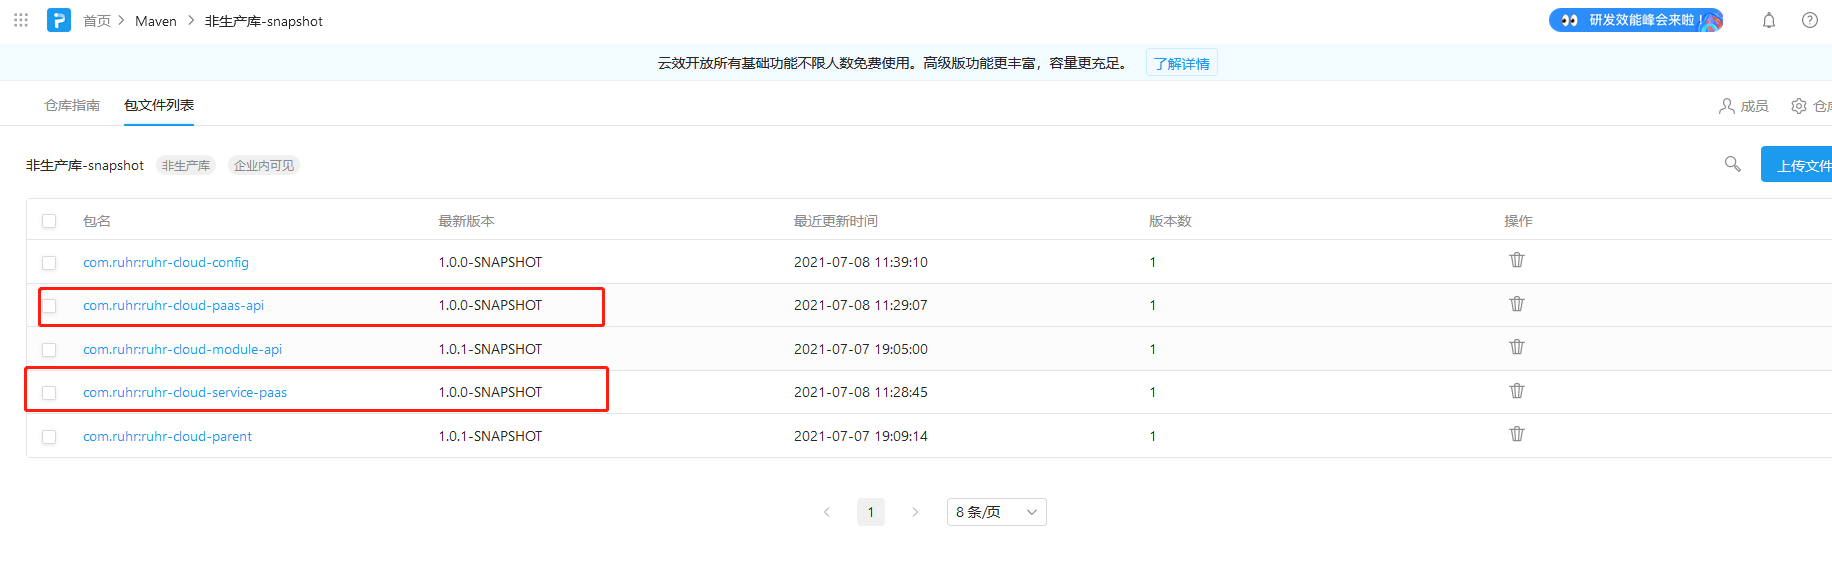 首页 > Maven > 非生产库-snapshot
研发效能峰会来啦！
云效开放所有基础功能不限人数免费使用。高级版功能更丰富，容量更充足。 了解详情
仓库指南 包文件列表 成员 仓库
非生产库-snapshot 非生产库 企业内可见 上传文件
包名 最新版本 最近更新时间 版本数 操作
com.ruhr:ruhr-cloud-config 1.0.0-SNAPSHOT 2021-07-08 11:39:10 1
com.ruhr:ruhr-cloud-paas-api 1.0.0-SNAPSHOT 2021-07-08 11:29:07 1
com.ruhr:ruhr-cloud-module-api 1.0.1-SNAPSHOT 2021-07-07 19:05:00 1
com.ruhr:ruhr-cloud-service-paas 1.0.0-SNAPSHOT 2021-07-08 11:28:45 1
com.ruhr:ruhr-cloud-parent 1.0.1-SNAPSHOT 2021-07-07 19:09:14 1
< 1 > 8 条/页